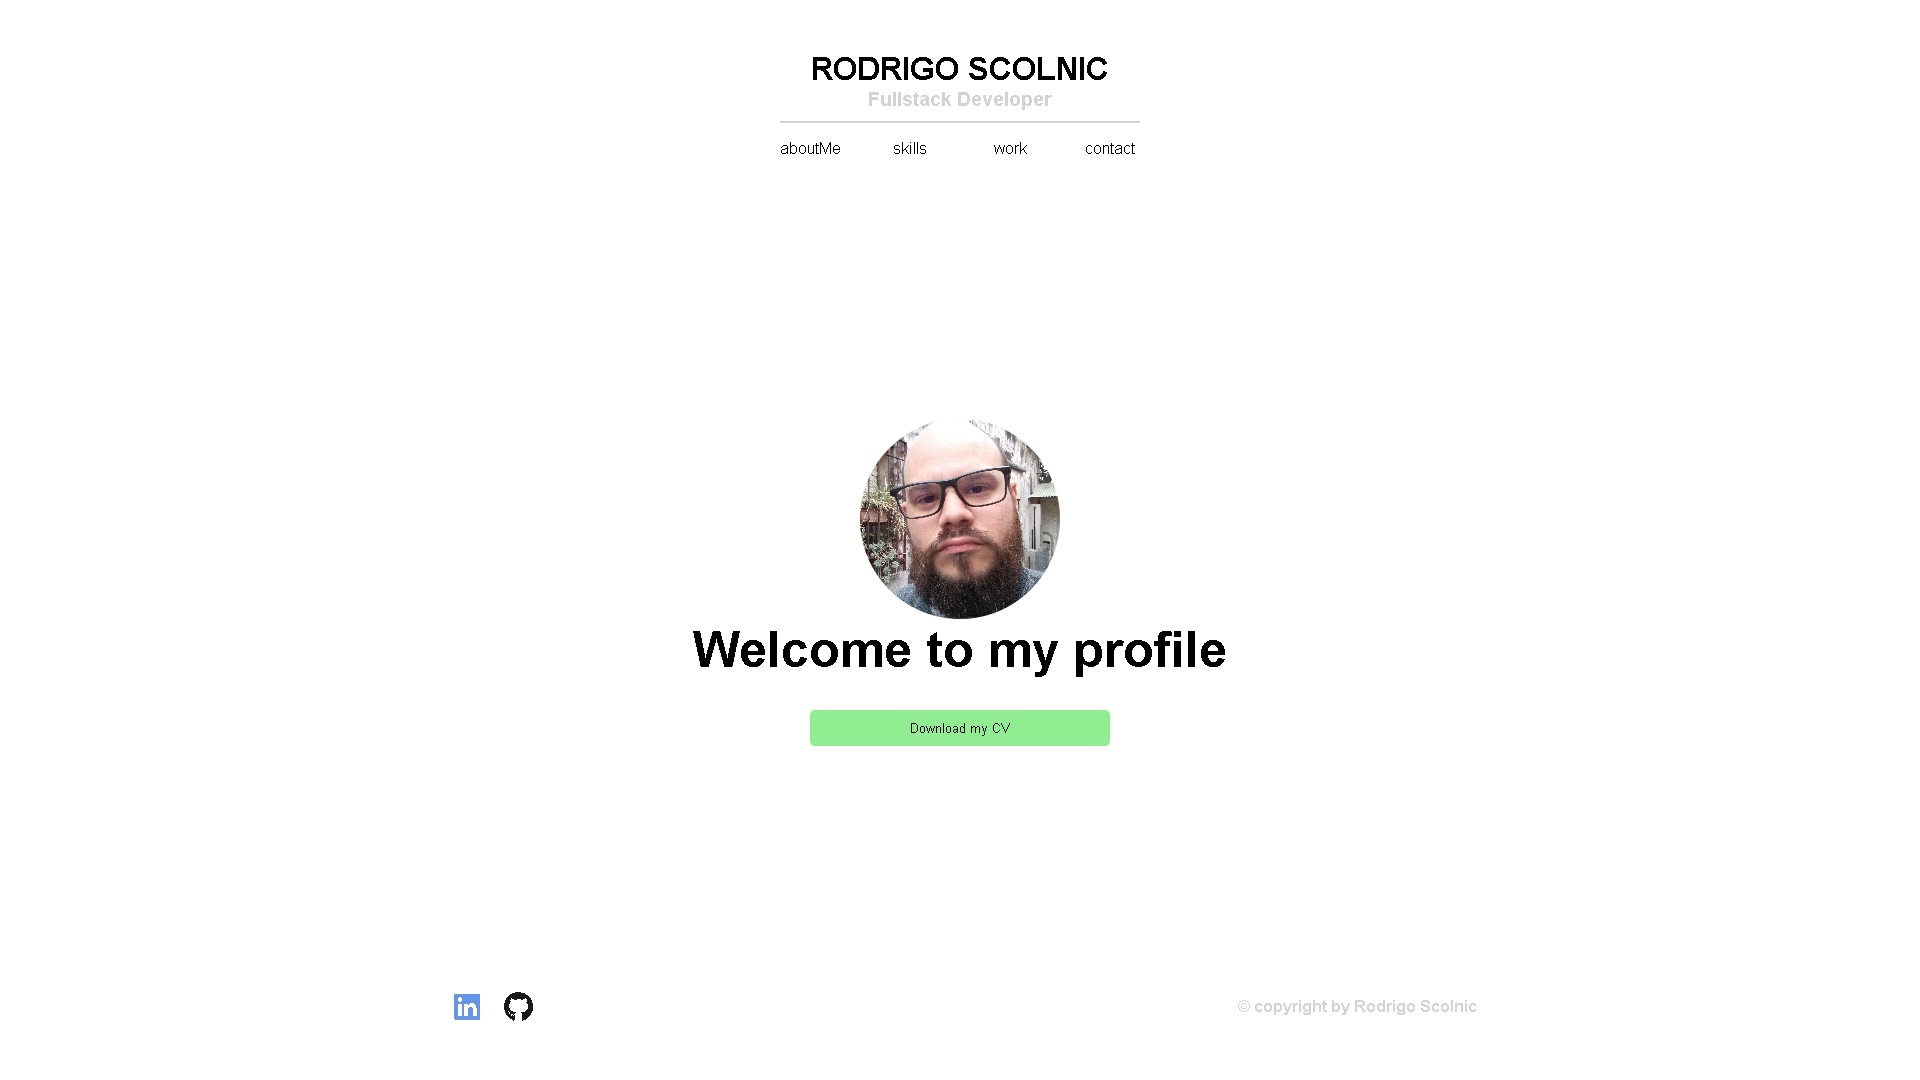 RODRIGO SCOLNIC
Fullstack Developer
aboutMe skills work contact
Welcome to my profile
Download my CV
in
© copyright by Rodrigo Scolnic